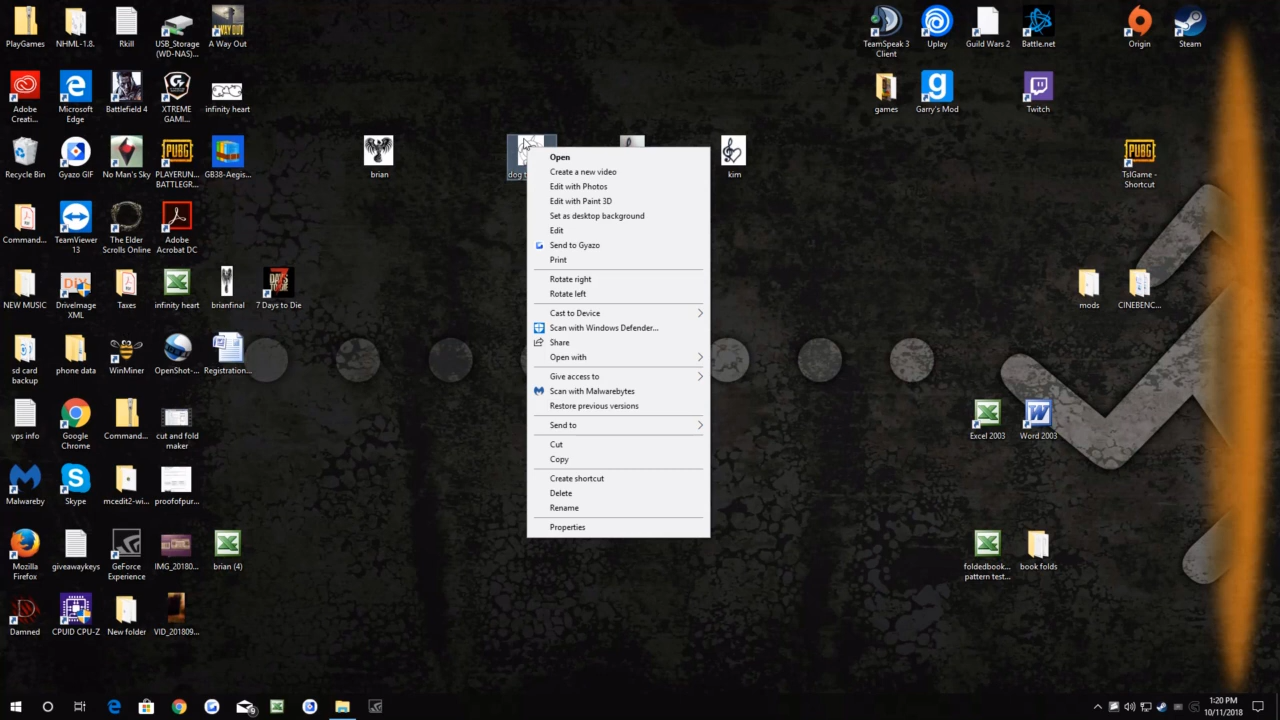 PlayGames
NHML-1.8.
Rkill
USB_Storage
(WD-NAS)...
A Way Out
TeamSpeak 3
Client
Uplay
Guild Wars 2
Battle.net
Origin
Steam
Adobe
Creati...
Microsoft
Edge
Battlefield 4
XTREME
GAMI...
infinity heart
games
Garry's Mod
Twitch
Recycle Bin
Gyazo GIF
No Man's Sky
PLAYERUN...
BATTLEGR...
GB38-Aegis...
brian
dog
kim
TslGame -
Shortcut
Command...
TeamViewer
13
The Elder
Scrolls Online
Adobe
Acrobat DC
NEW MUSIC
DriveImage
XML
Taxes
infinity heart
brianfinal
7 Days to Die
mods
CINEBENC...
sd card
backup
phone data
WinMiner
OpenShot-...
Registration...
vps info
Google
Chrome
Command...
cut and fold
maker
Excel 2003
Word 2003
Malwareby
Skype
mcedit2-wi...
proofofpur...
Mozilla
Firefox
giveawaykeys
GeForce
Experience
IMG_20180...
brian (4)
foldedbook...
pattern test...
book folds
Damned
CPUID CPU-Z
New folder
VID_201809...
Open
Create a new video
Edit with Photos
Edit with Paint 3D
Set as desktop background
Edit
Send to Gyazo
Print
Rotate right
Rotate left
Cast to Device
Scan with Windows Defender...
Share
Open with
Give access to
Scan with Malwarebytes
Restore previous versions
Send to
Cut
Copy
Create shortcut
Delete
Rename
Properties
1:20 PM
10/11/2018